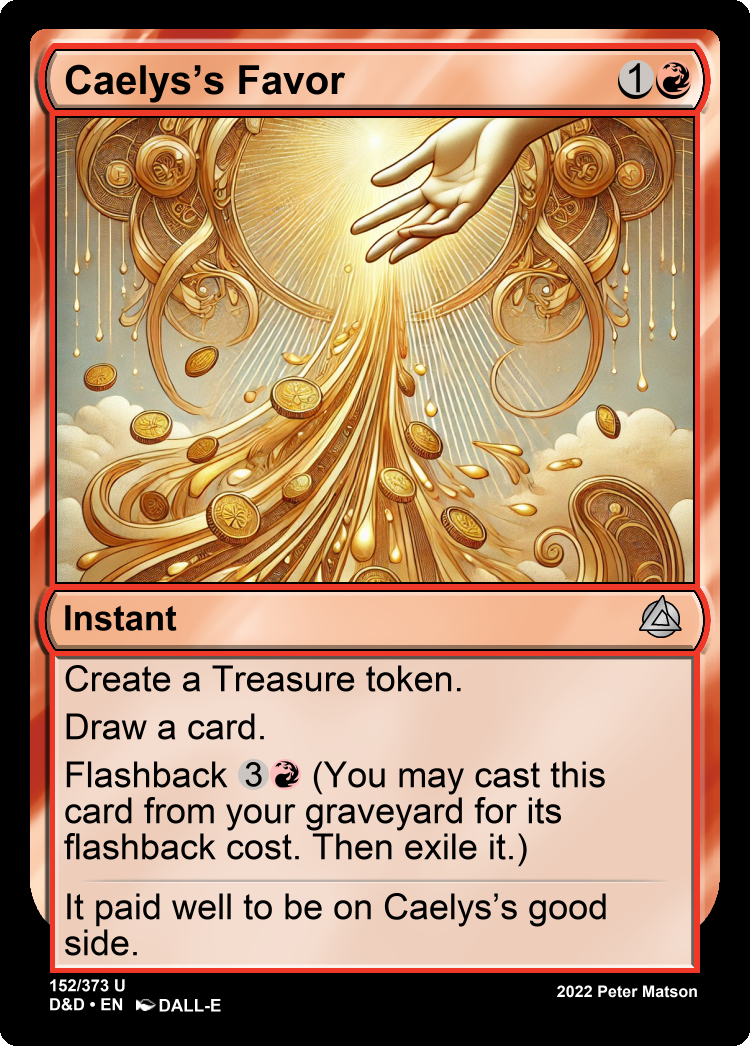 Caelys’s Favor 1
Instant
Create a Treasure token.
Draw a card.
Flashback 3 (You may cast this
card from your graveyard for its
flashback cost. Then exile it.)
It paid well to be on Caelys’s good
side.
152/373 U
D&D • EN DALL-E
2022 Peter Matson